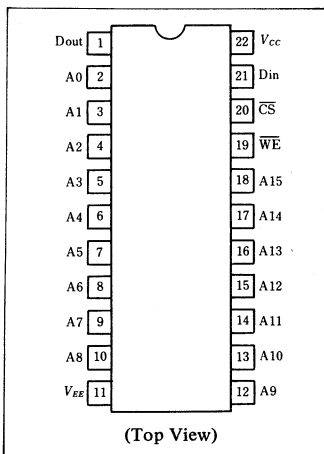 Dout 1 22 VCC
A0 2 21 Din
A1 3 20 CS
A2 4 19 WE
A3 5 18 A15
A4 6 17 A14
A5 7 16 A13
A6 8 15 A12
A7 9 14 A11
A8 10 13 A10
VEE 11 12 A9
(Top View)